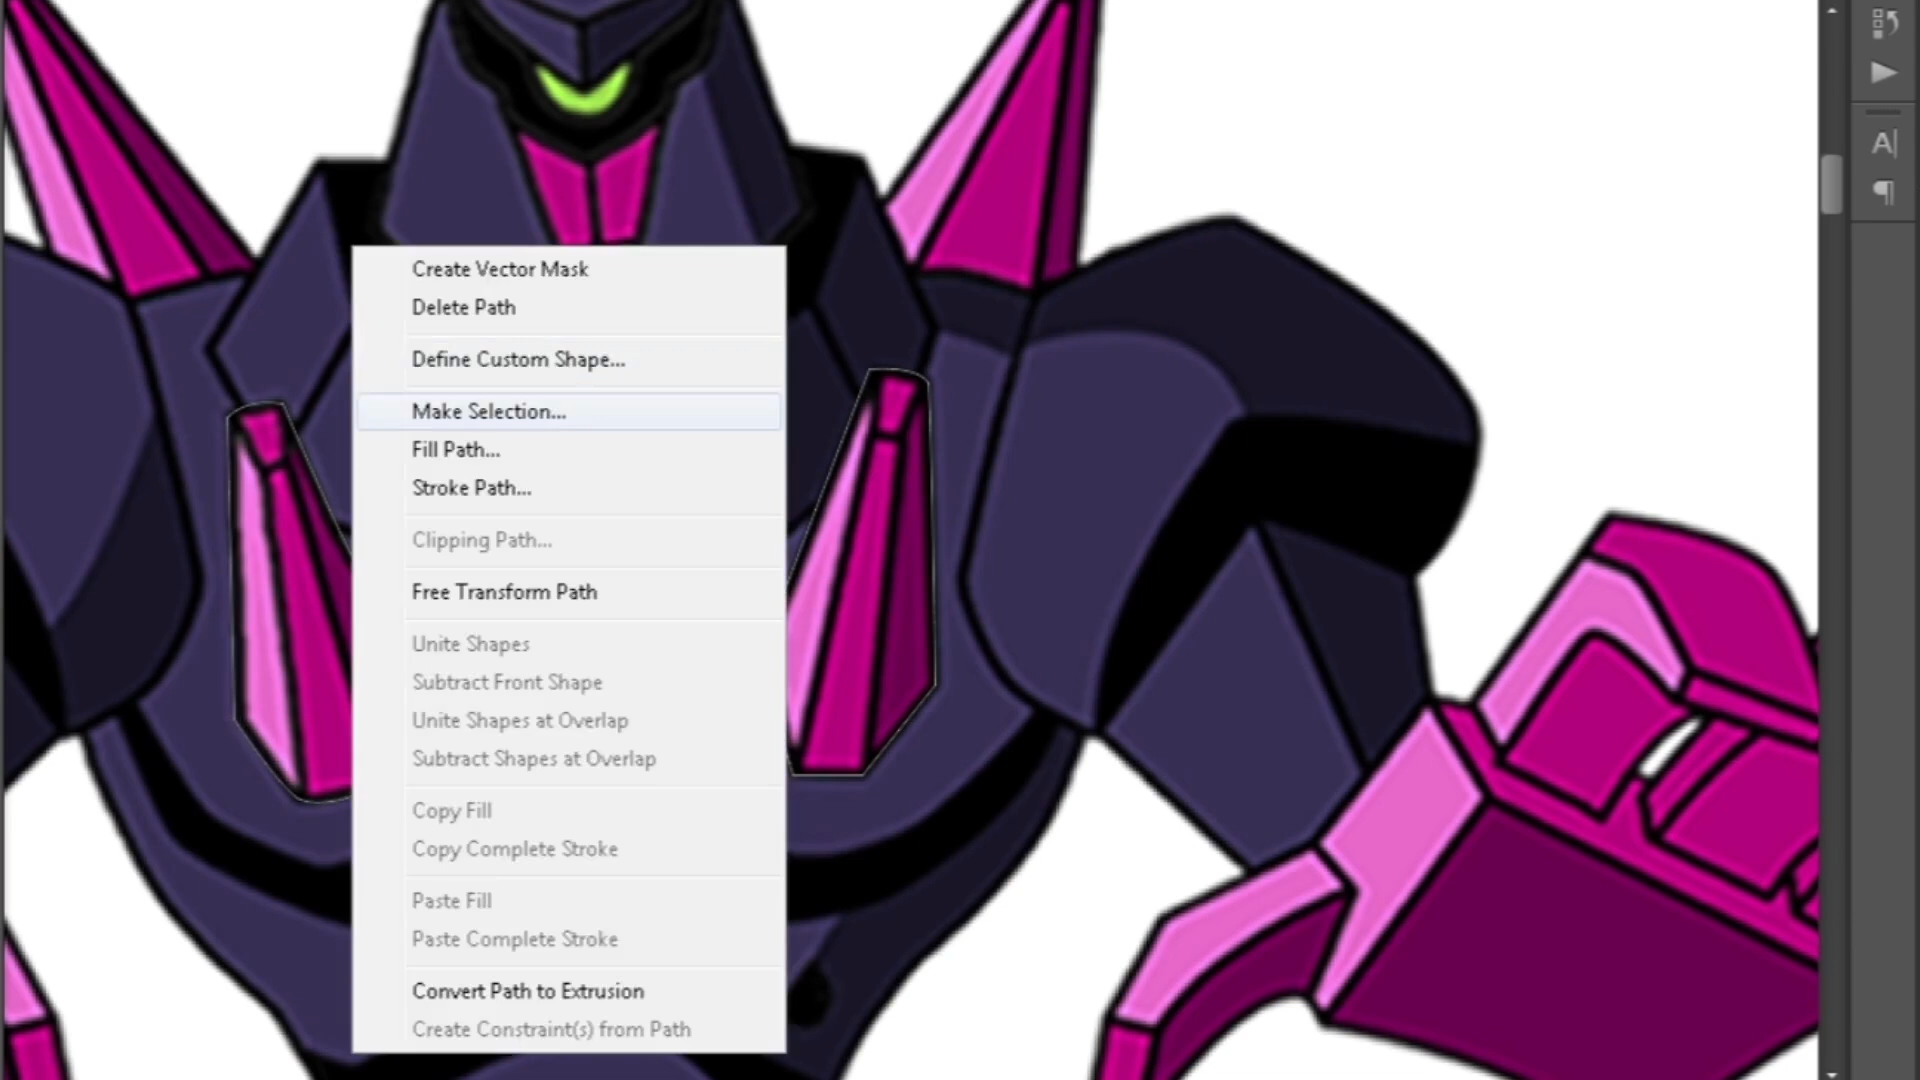 Create Vector Mask
Delete Path
Define Custom Shape...
Make Selection...
Fill Path...
Stroke Path...
Clipping Path...
Free Transform Path
Unite Shapes
Subtract Front Shape
Unite Shapes at Overlap
Subtract Shapes at Overlap
Copy Fill
Copy Complete Stroke
Paste Fill
Paste Complete Stroke
Convert Path to Extrusion
Create Constraint(s) from Path
A|
¶